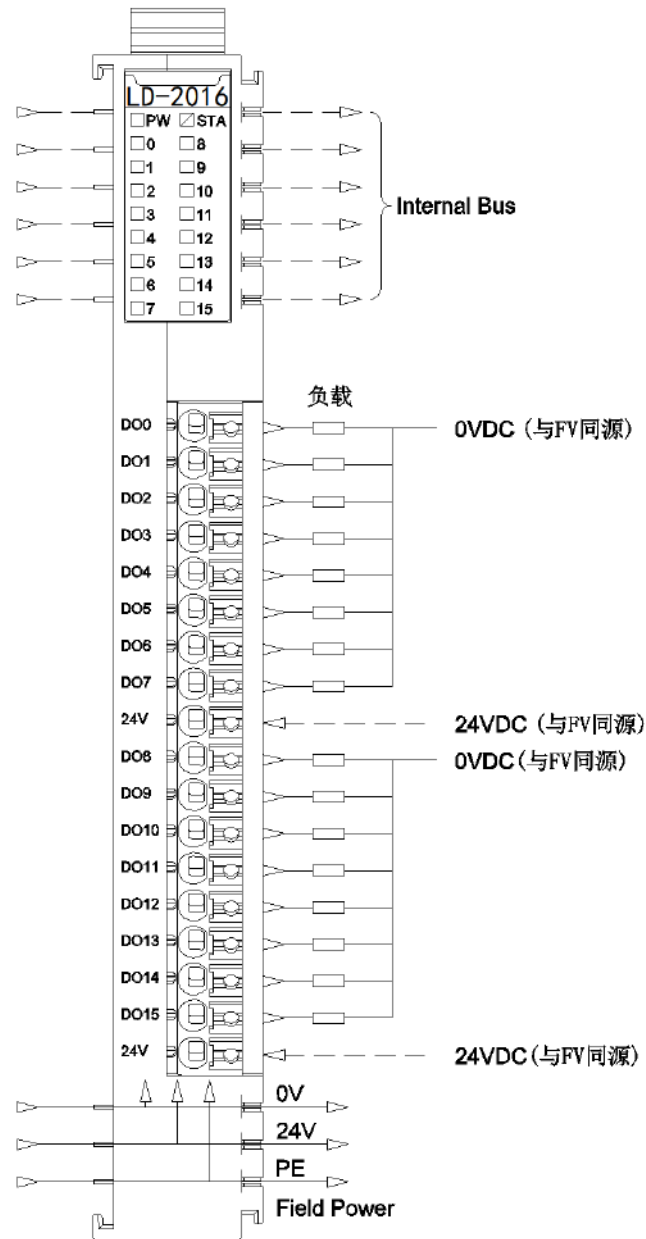 LD-2016
PW STA
0 8
1 9
2 10
3 11
4 12
5 13
6 14
7 15
Internal Bus
负载
DO0 0VDC (与FV同源)
DO1
DO2
DO3
DO4
DO5
DO6
DO7
24V 24VDC (与FV同源)
DO8 0VDC(与FV同源)
DO9
DO10
DO11
DO12
DO13
DO14
DO15
24V 24VDC(与FV同源)
0V
24V
PE
Field Power